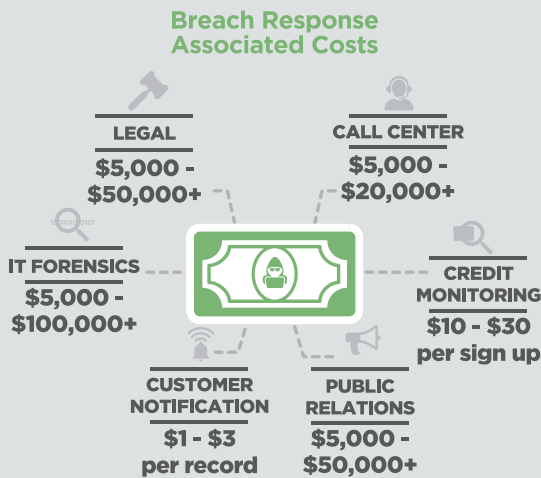 Breach Response
Associated Costs
LEGAL
$5,000 -
$50,000+
CALL CENTER
$5,000 -
$20,000+
101010 0101
IT FORENSICS
$5,000 -
$100,000+
CREDIT
MONITORING
$10 - $30
per sign up
CUSTOMER
NOTIFICATION
$1 - $3
per record
PUBLIC
RELATIONS
$5,000 -
$50,000+